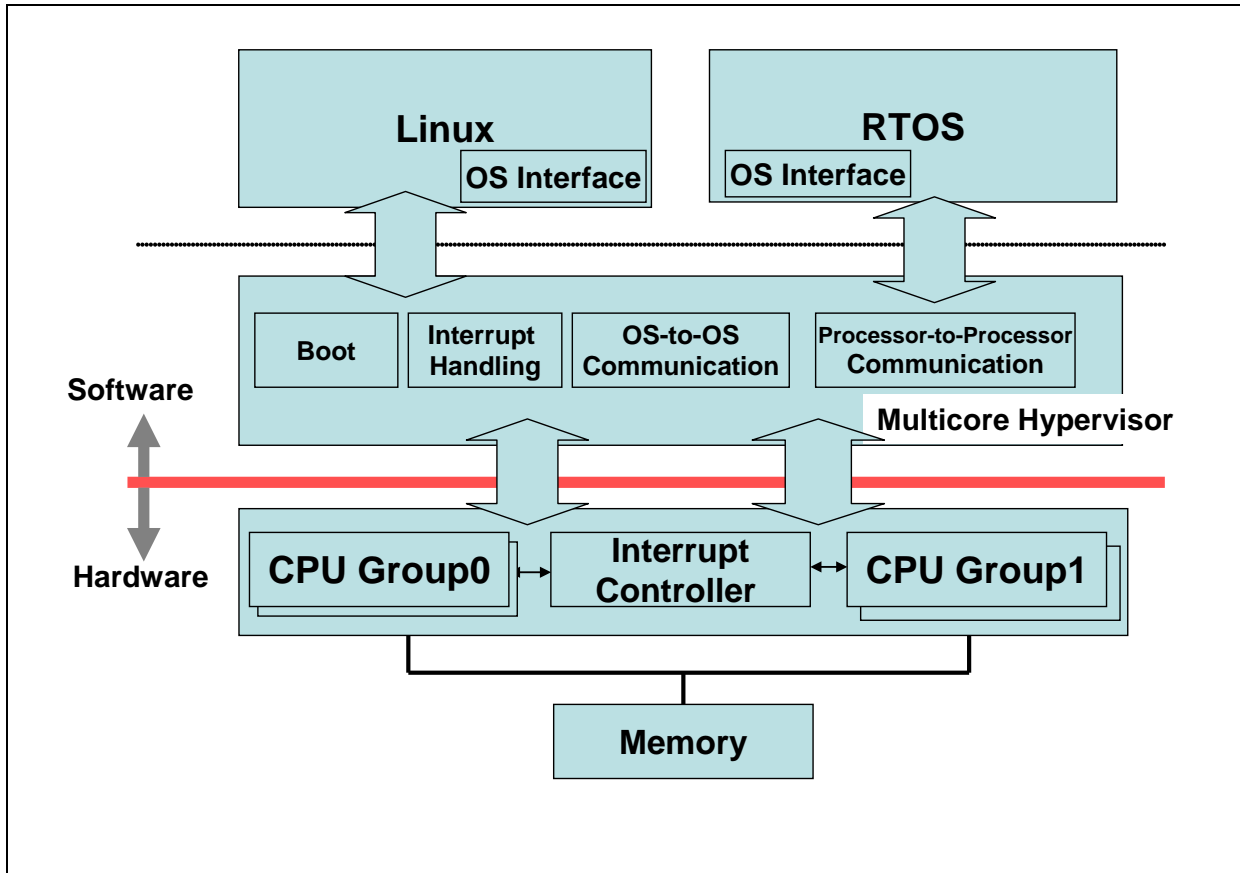 Linux
OS Interface
RTOS
OS Interface
Boot
Interrupt
Handling
OS-to-OS
Communication
Processor-to-Processor
Communication
Multicore Hypervisor
Software
Hardware
CPU Group0
Interrupt
Controller
CPU Group1
Memory